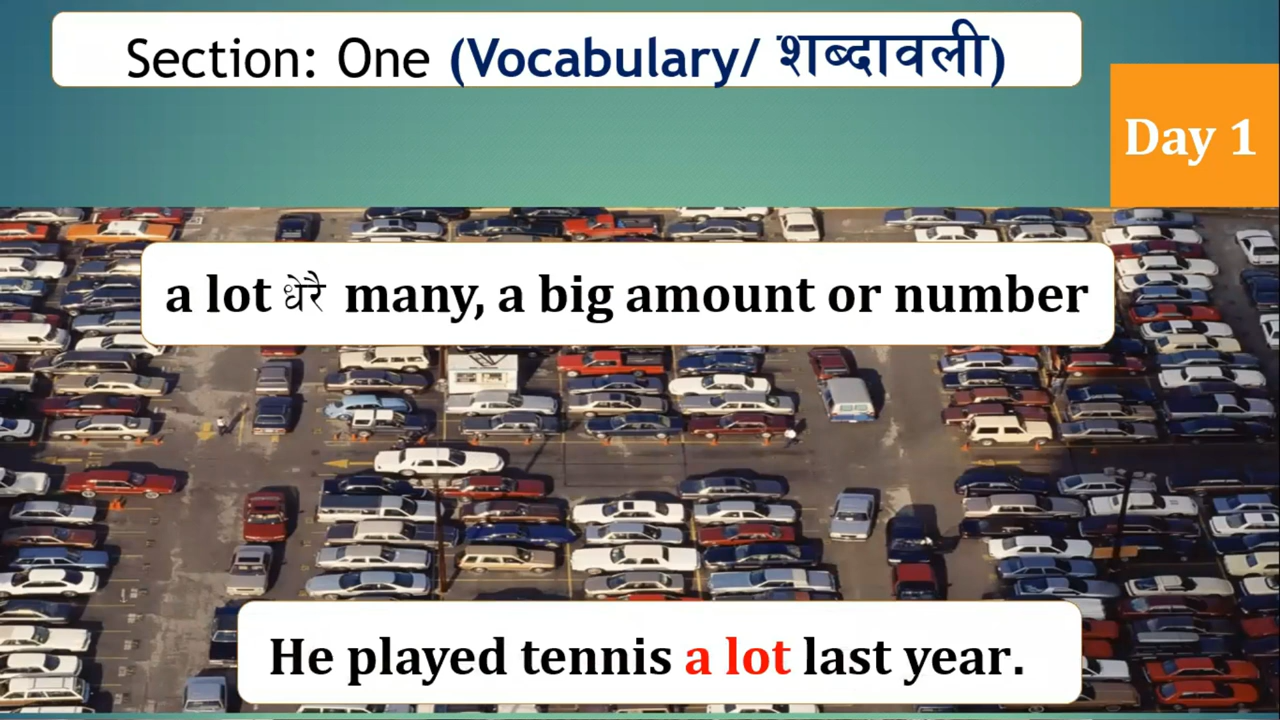 Section: One (Vocabulary/ शब्दावली)
Day 1
a lot धेरै many, a big amount or number
He played tennis a lot last year.